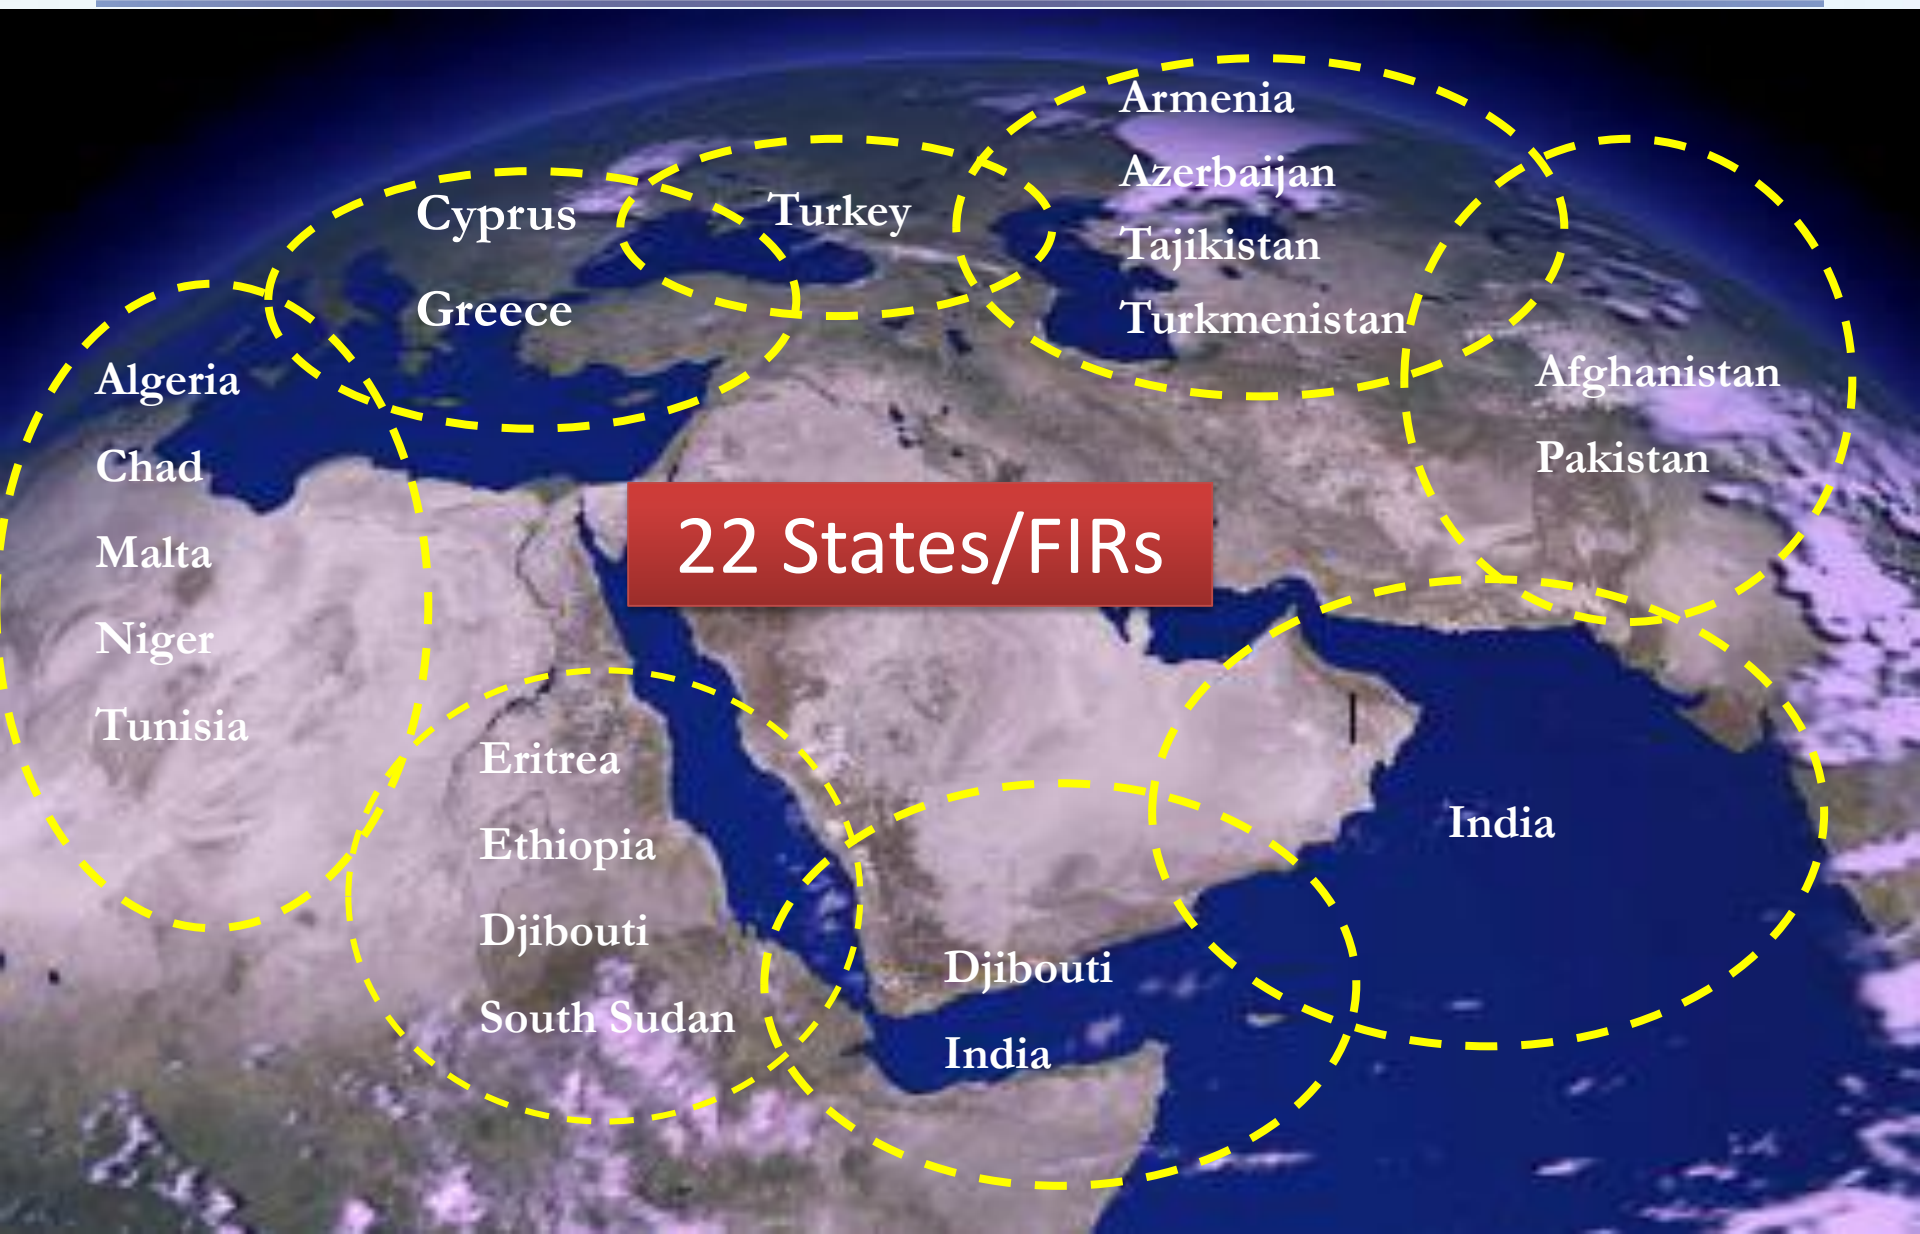 Armenia
Azerbaijan
Tajikistan
Turkmenistan
Cyprus
Greece
Turkey
Algeria
Chad
Malta
Niger
Tunisia
Afghanistan
Pakistan
22 States/FIRs
Eritrea
Ethiopia
Djibouti
South Sudan
Djibouti
India
India